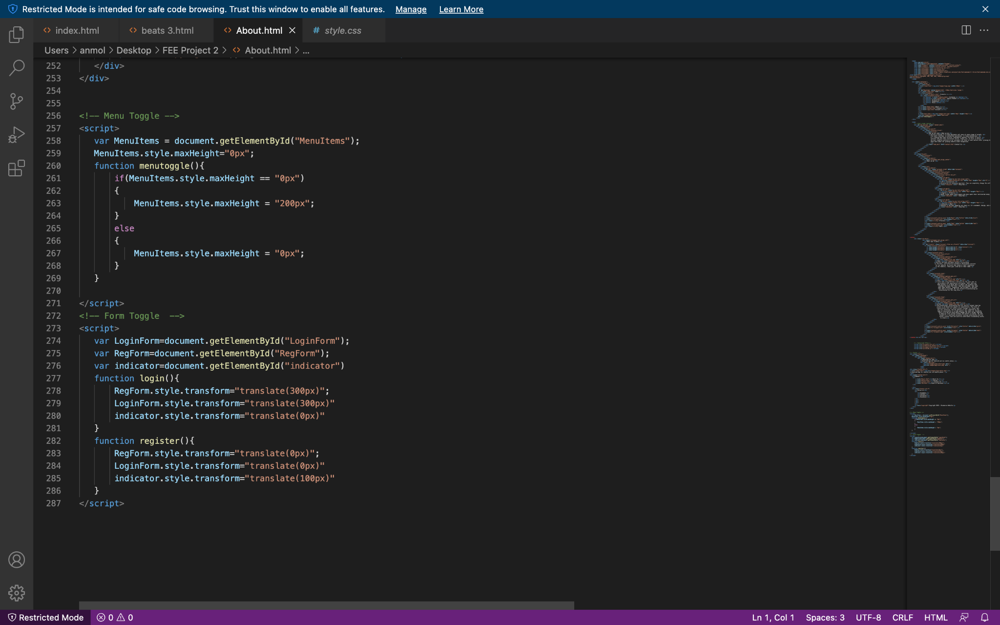 Restricted Mode is intended for safe code browsing. Trust this window to enable all features. Manage Learn More
index.html beats 3.html About.html style.css
Users > anmol > Desktop > FEE Project 2 > About.html > ...
252 </div>
253 </div>
254
255
256 <!-- Menu Toggle -->
257 <script>
258 var MenuItems = document.getElementById("MenuItems");
259 MenuItems.style.maxHeight="0px";
260 function menutoggle(){
261 if(MenuItems.style.maxHeight == "0px")
262 {
263 MenuItems.style.maxHeight = "200px";
264 }
265 else
266 {
267 MenuItems.style.maxHeight = "0px";
268 }
269 }
270
271 </script>
272 <!-- Form Toggle  -->
273 <script>
274 var LoginForm=document.getElementById("LoginForm");
275 var RegForm=document.getElementById("RegForm");
276 var indicator=document.getElementById("indicator")
277 function login(){
278 RegForm.style.transform="translate(300px)";
279 LoginForm.style.transform="translate(300px)"
280 indicator.style.transform="translate(0px)"
281 }
282 function register(){
283 RegForm.style.transform="translate(0px)";
284 LoginForm.style.transform="translate(0px)"
285 indicator.style.transform="translate(100px)"
286 }
287 </script>
Restricted Mode 0 0 Ln 1, Col 1 Spaces: 3 UTF-8 CRLF HTML